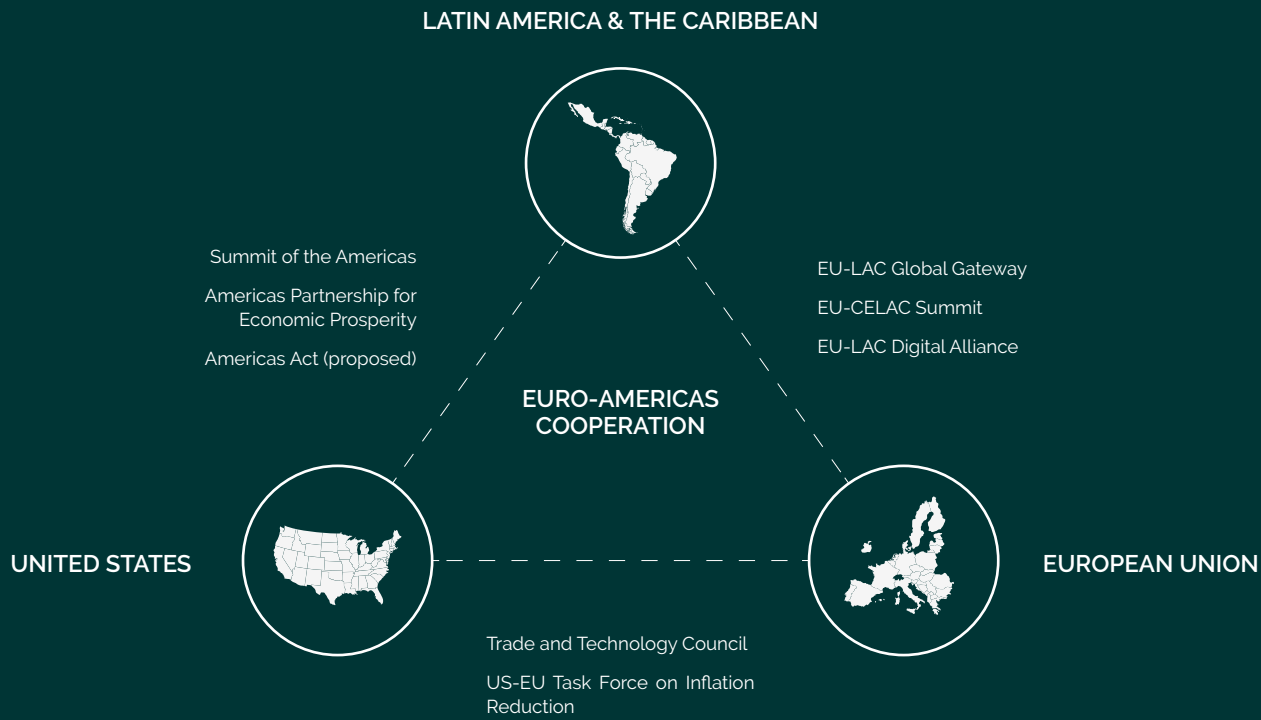 LATIN AMERICA & THE CARIBBEAN
Summit of the Americas
Americas Partnership for
Economic Prosperity
Americas Act (proposed)
EU-LAC Global Gateway
EU-CELAC Summit
EU-LAC Digital Alliance
EURO-AMERICAS
COOPERATION
UNITED STATES
EUROPEAN UNION
Trade and Technology Council
US-EU Task Force on Inflation
Reduction